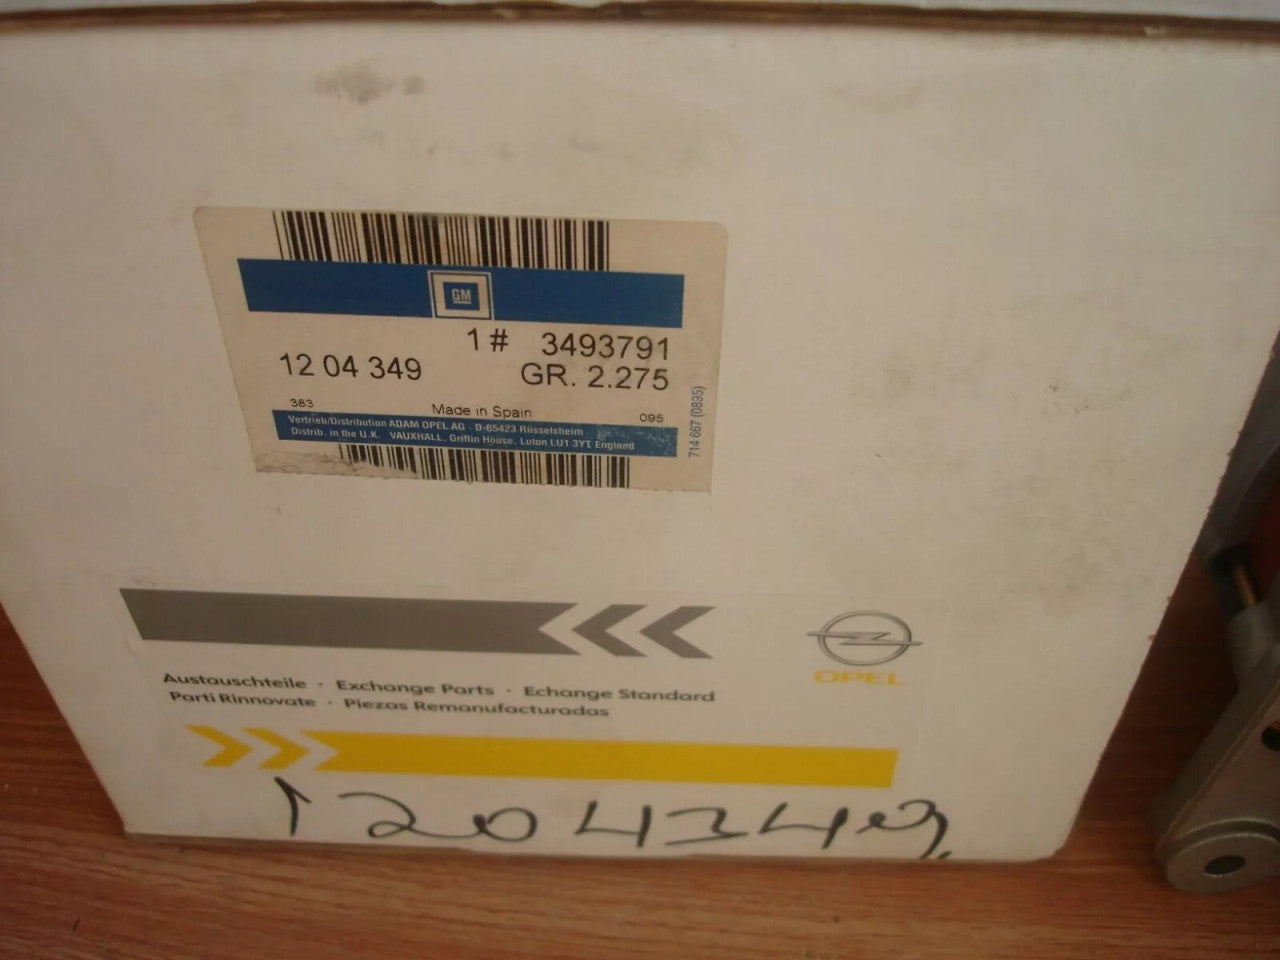 GM
1 # 3493791
12 04 349 GR. 2.275
383 Made in Spain 095
Vertrieb/Distribution ADAM OPEL AG · D-65423 Rüsselsheim
Distrib. in the U.K. VAUXHALL, Griffin House, Luton LU1 3YT England
714 667 (0895)
Austauschteile · Exchange Parts · Echange Standard
Parti Rinnovate · Piezas Remanufacturadas
OPEL
1204349